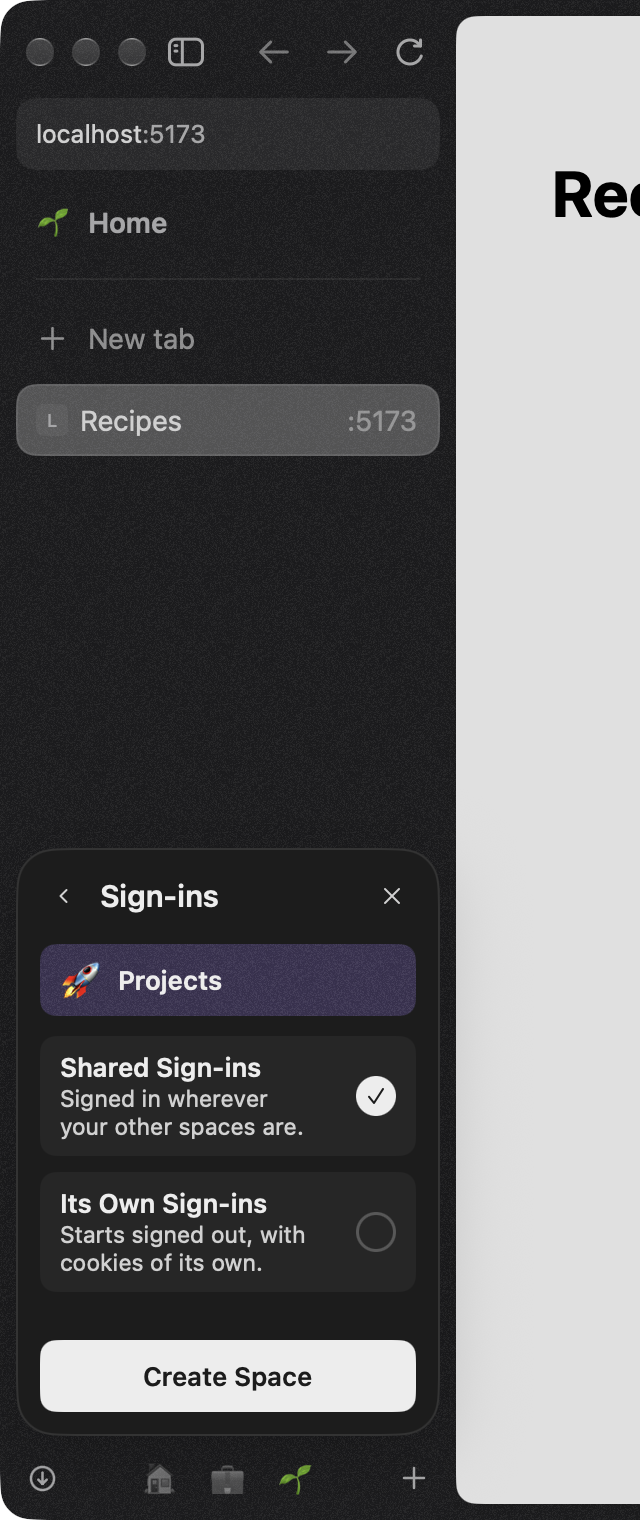 localhost:5173
Home
New tab
L Recipes :5173
Rec
Sign-ins
Projects
Shared Sign-ins
Signed in wherever
your other spaces are.
Its Own Sign-ins
Starts signed out, with
cookies of its own.
Create Space